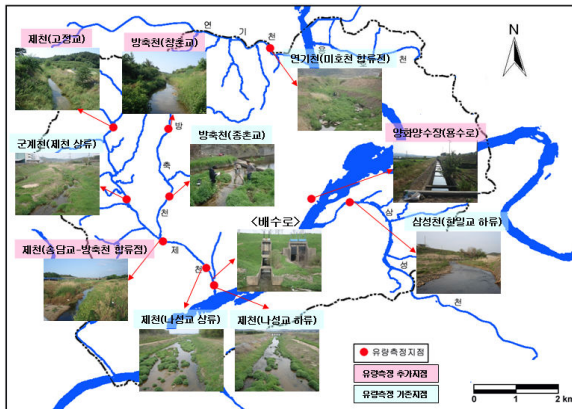 제천(고정교)
방축천(창촌교)
연
기
천
N
연기천(미호천 합류전)
군계천(제천 상류)
방
축
천
방축천(종촌교)
양화양수장(용수로)
<배수로>
삼
성
천
삼성천(한밀교 하류)
제천(속담교-방축천 합류점)
제
천
제천(나성교 상류)
제천(나성교 하류)
유량측정지점
유량측정 추가지점
유량측정 기존지점
0 1 2 km